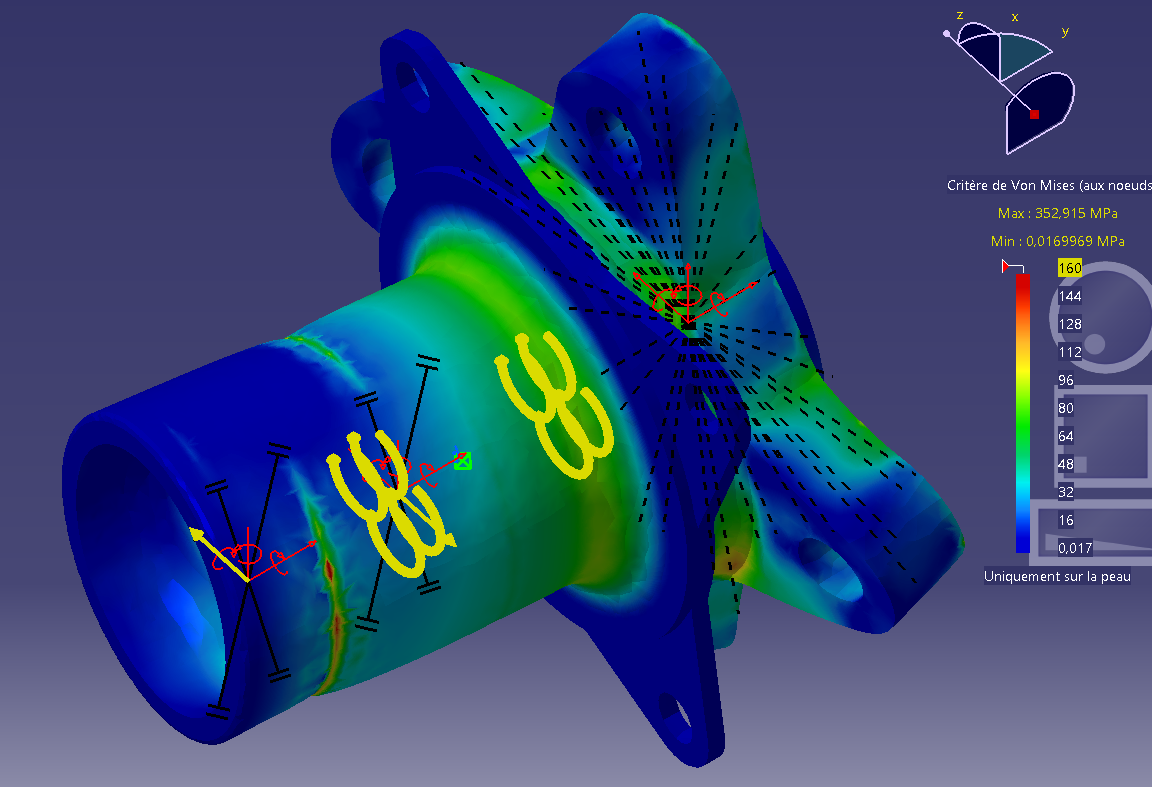 z
x
y
Critère de Von Mises (aux noeuds
Max : 352,915 MPa
Min : 0,0169969 MPa
160
144
128
112
96
80
64
48
32
16
0,017
Uniquement sur la peau